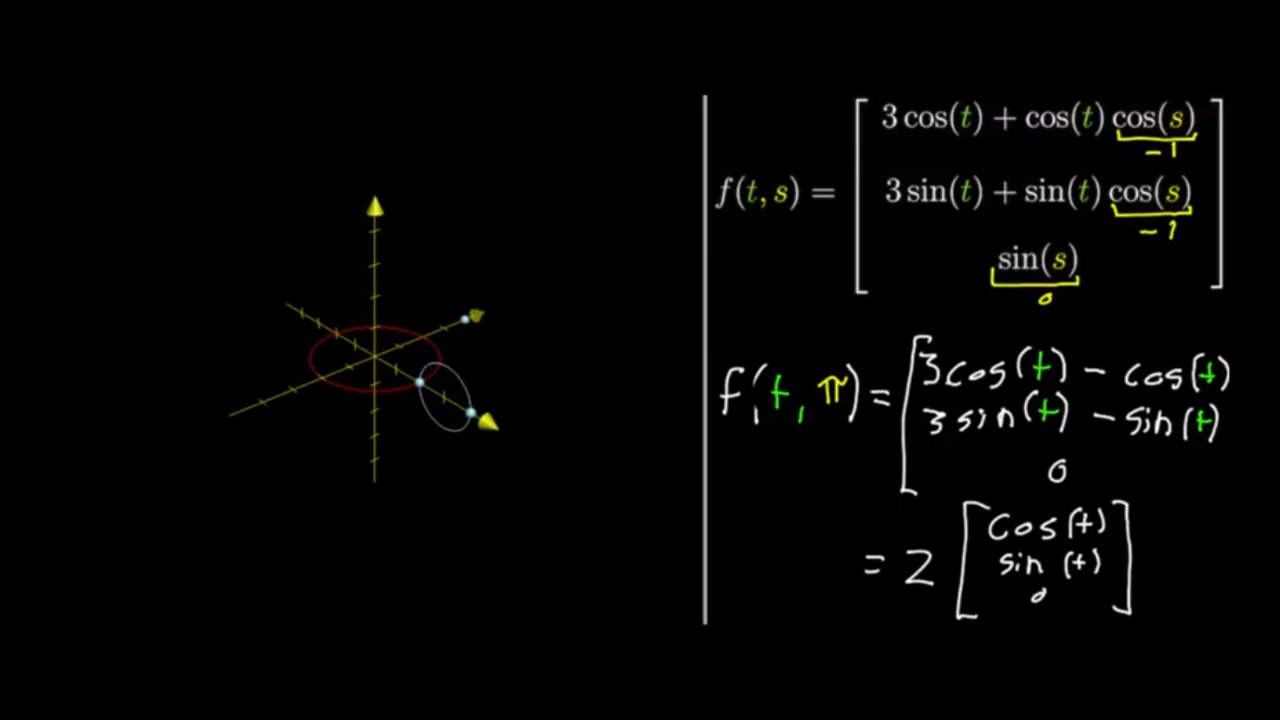 3 cos(t) + cos(t) cos(s)
-1
f(t, s) = 3 sin(t) + sin(t) cos(s)
-1
sin(s)
0
3cos(t) - cos(t)
f(t, π) = 3 sin(t) - sin(t)
0
cos(t)
= 2 sin(t)
0